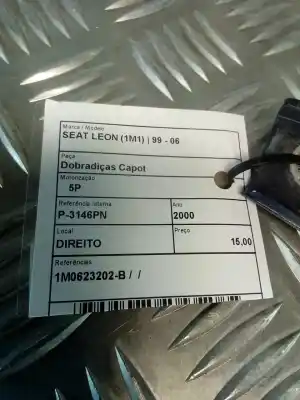 Marca / Modelo
SEAT LEON (1M1) | 99 - 06
Peça
Dobradiças Capot
Motorização
5P
Referência Interna Ano
P-3146PN 2000
Local Preço
DIREITO 15,00
Referências
1M0623202-B / /